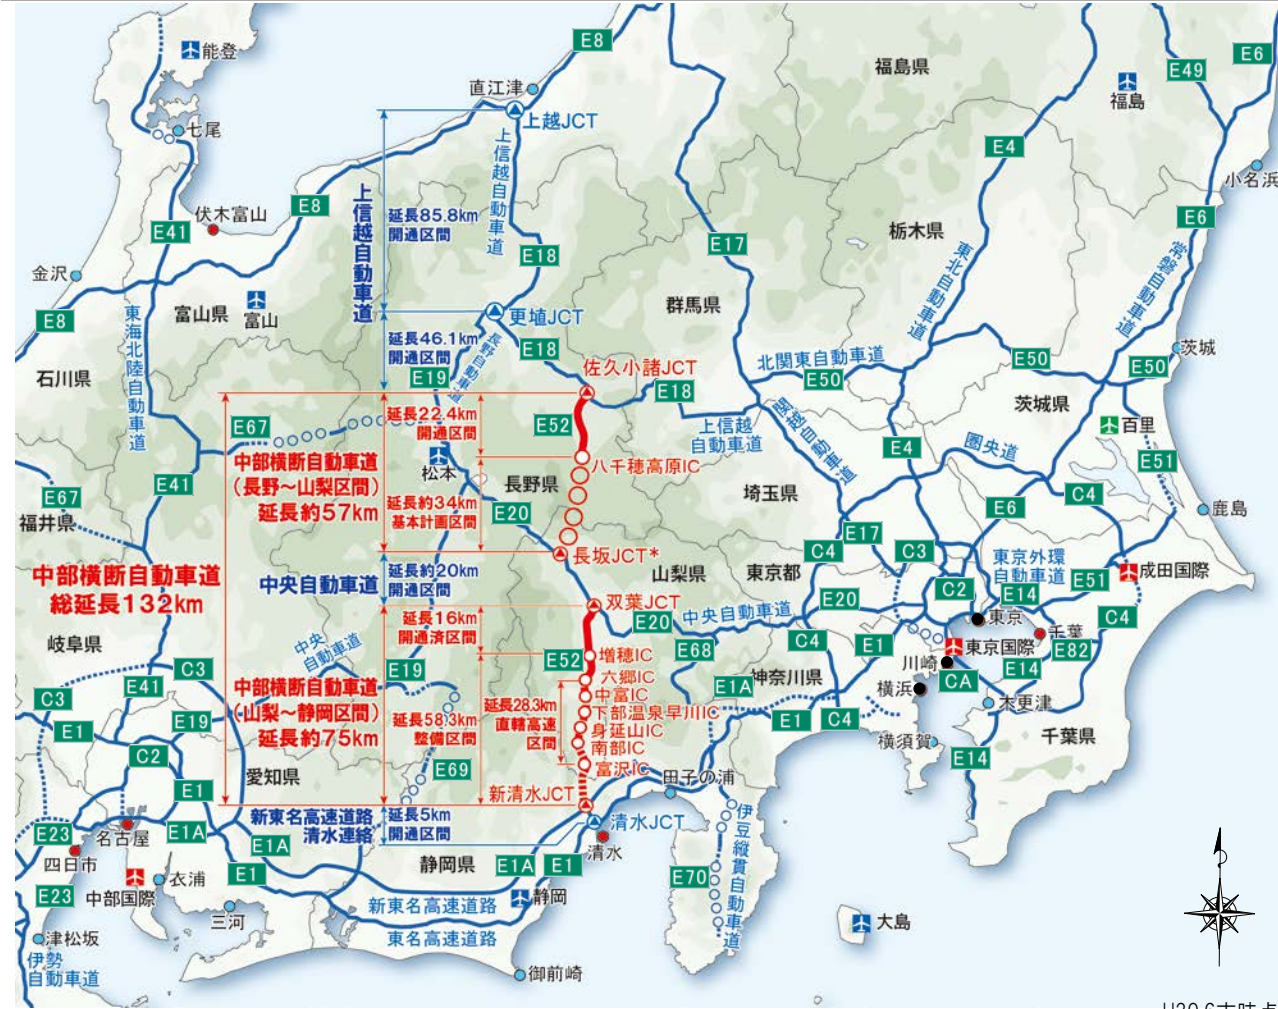 E8
E6
E49
福島県
福島
能登
直江津
上越JCT
七尾
E4
小名浜
伏木富山
E8
E41
上信越自動車道
延長85.8km
開通区間
上信越自動車道
E18
E17
栃木県
東北自動車道
E6
常磐自動車道
金沢
E8
富山県
富山
東海北陸自動車道
更埴JCT
群馬県
延長46.1km
開通区間
長野自動車道
E18
E19
石川県
佐久小諸JCT
E18
北関東自動車道
E50
E50
E50
茨城
茨城県
延長22.4km
開通区間
E52
上信越
自動車道
関越自動車道
E67
中部横断自動車道
(長野～山梨区間)
延長約57km
松本
八千穂高原IC
長野県
E4
圏央道
百里
E51
E41
E67
福井県
延長約34km
基本計画区間
E20
埼玉県
E6
C4
鹿島
E17
C4
C3
長坂JCT*
山梨県
東京都
東京外環
自動車道
E51
成田国際
中部横断自動車道
総延長132km
中央自動車道
延長約20km
開通区間
双葉JCT
中央自動車道
E20
E20
C2
E14
C4
東京
千葉
延長16km
開通済区間
E52
増穂IC
E68
C4
E1
東京国際
E82
岐阜県
中央
自動車道
E19
六郷IC
中富IC
下部温泉早川IC
身延山IC
南部IC
富沢IC
E1A
神奈川県
川崎
横浜
CA
E14
木更津
C3
C3
E41
E19
E1
中部横断自動車道
(山梨～静岡区間)
延長約75km
延長58.3km
整備区間
延長28.3km
直轄高速
区間
E1
C4
横須賀
千葉県
E14
C2
愛知県
E69
E1
新清水JCT
田子の浦
新東名高速道路
清水連絡
延長5km
開通区間
清水JCT
清水
伊豆縦貫自動車道
E23
名古屋
E1A
E1A
四日市
E1
静岡県
E1A
E1
E70
E23
中部国際
衣浦
三河
新東名高速道路
静岡
大島
津松坂
東名高速道路
伊勢
自動車道
御前崎